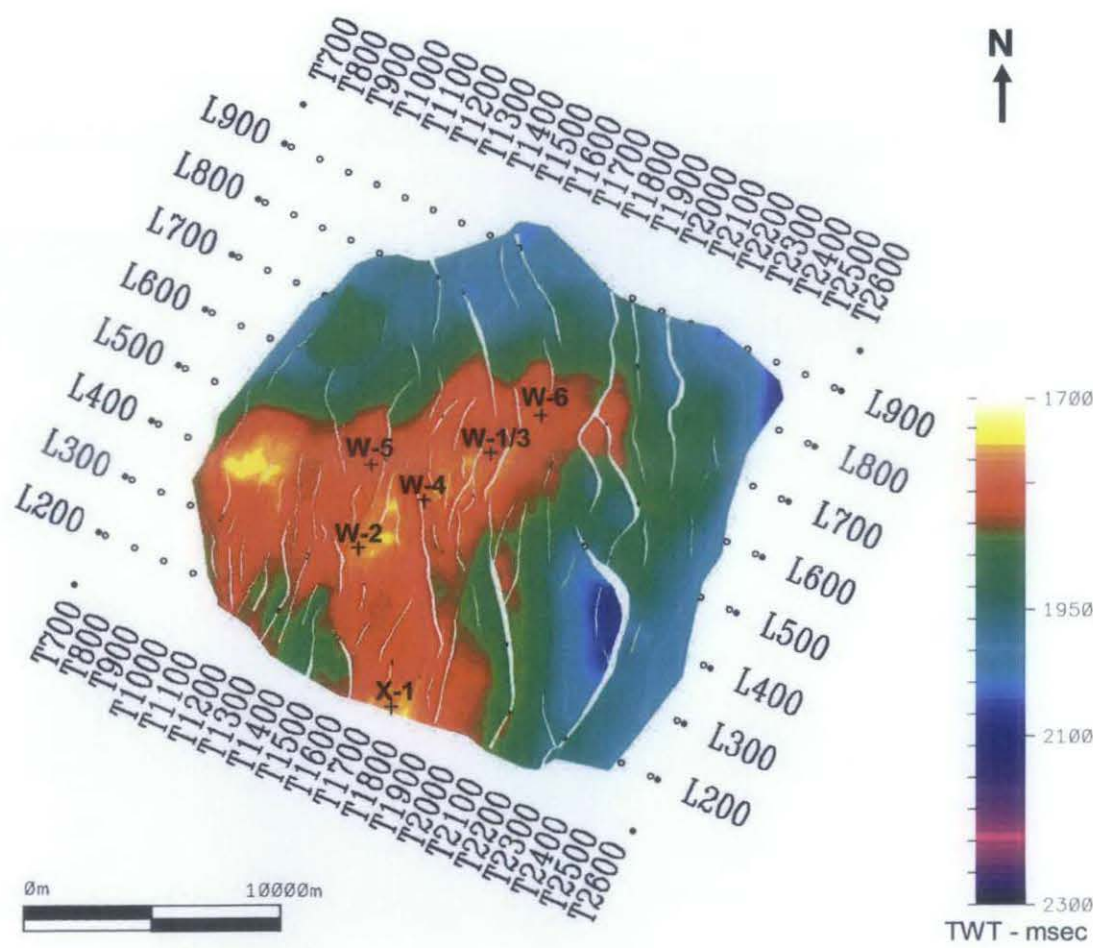 N
T700
T800
T900
T1000
T1100
T1200
T1300
T1400
T1500
T1600
T1700
T1800
T1900
T2000
T2100
T2200
T2300
T2400
T2500
T2600
L900
L800
L700
L600
L500
L400
L300
L200
W-6
W-1/3
W-5
W-4
W-2
X-1
L900
L800
L700
L600
L500
L400
L300
L200
T700
T800
T900
T1000
T1100
T1200
T1300
T1400
T1500
T1600
T1700
T1800
T1900
T2000
T2100
T2200
T2300
T2400
T2500
T2600
1700
1950
2100
2300
TWT - msec
0m 10000m